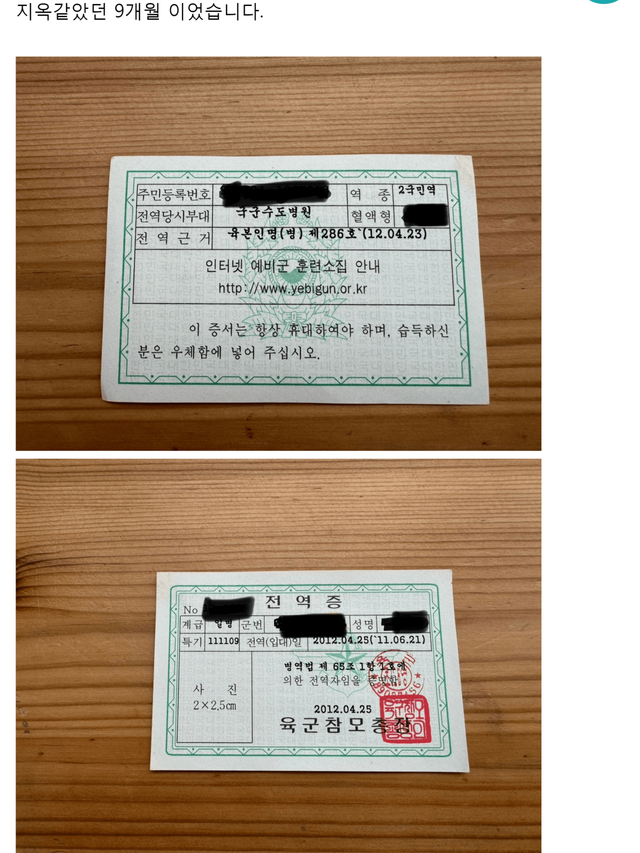 지옥같았던 9개월 이었습니다.
주민등록번호 역 종 2국민역
전역당시부대 국군수도병원 혈액형
전 역 근 거 육본인명(병) 제286호`(12.04.23)
인터넷 예비군 훈련소집 안내
http://www.yebigun.or.kr
이 증서는 항상 휴대하여야 하며, 습득하신
분은 우체함에 넣어 주십시오.
전 역 증
No
계급 일병 군번 성명
특기 111109 전역(입대)일 2012.04.25(`11.06.21)
병역법 제 65조 1항 1호에
의한 전역자임을 증명함.
사 진
2×2.5㎝
2012.04.25
육군참모총장